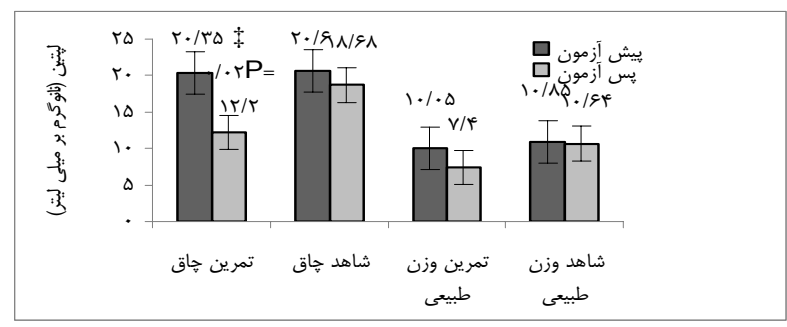 لپتین (نانوگرم بر میلی لیتر)
۲۵
۲۰
۱۵
۱۰
۵
۰
۲۰/۳۵ ‡
۰/۰۲P=
۱۲/۲
۲۰/۶
۱۸/۶۸
۱۰/۰۵
۷/۴
۱۰/۸۵
۱۰/۶۴
پیش آزمون
پس آزمون
تمرین چاق
شاهد چاق
تمرین وزن
طبیعی
شاهد وزن
طبیعی